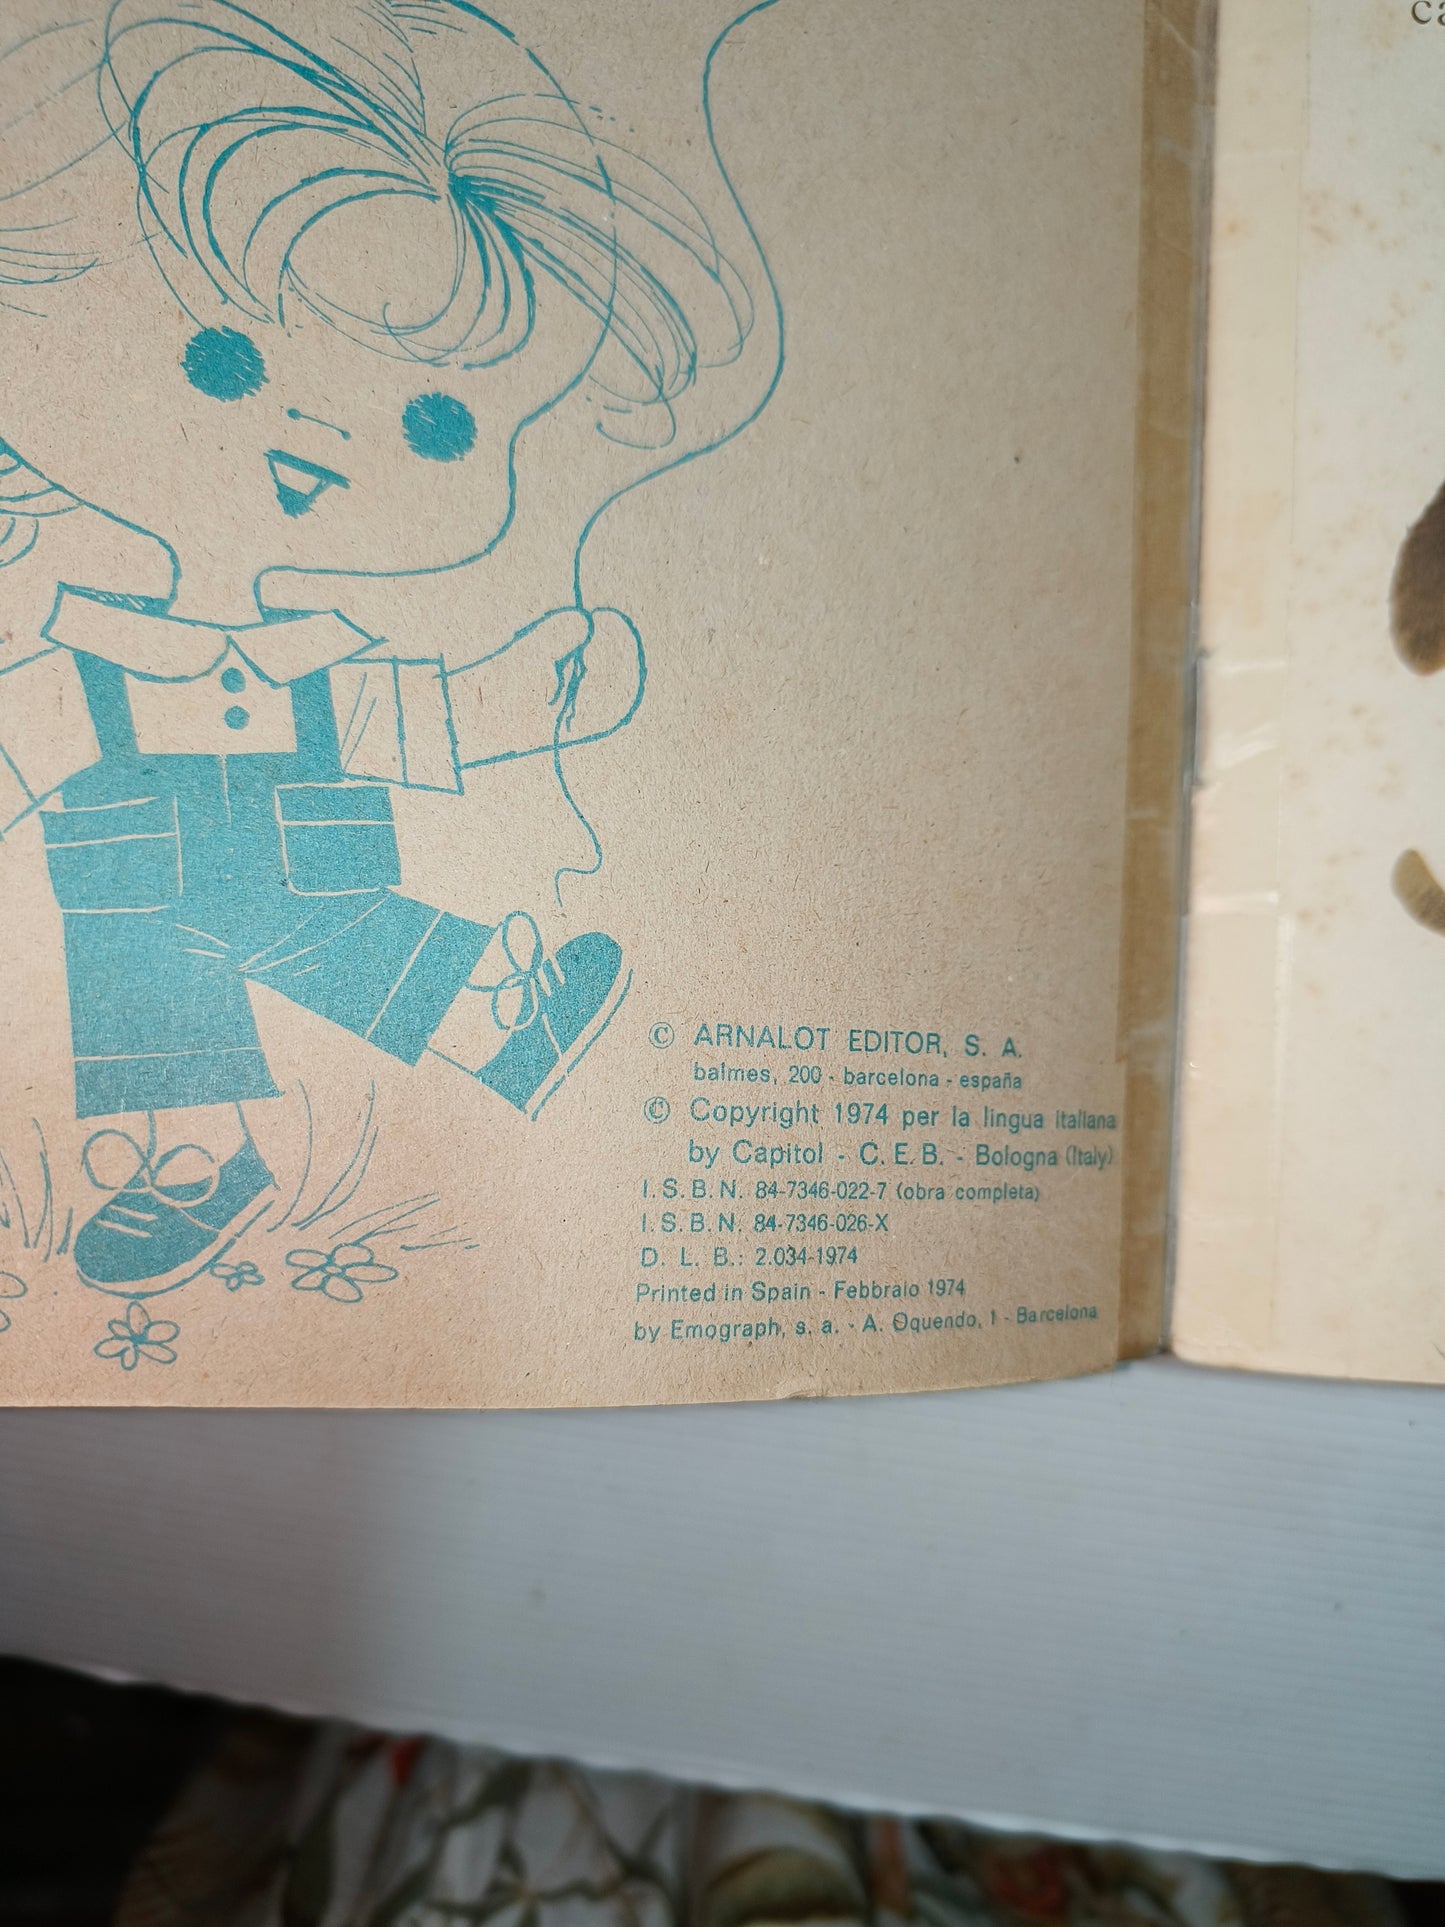 © ARNALOT EDITOR, S. A.
balmes, 200 - barcelona - españa
© Copyright 1974 per la lingua italiana
by Capitol - C. E. B. - Bologna (Italy)
I. S. B. N. 84-7346-022-7 (obra completa)
I. S. B. N. 84-7346-026-X
D. L. B.: 2.034-1974
Printed in Spain - Febbraio 1974
by Emograph, s. a. - A. Oquendo, 1 - Barcelona